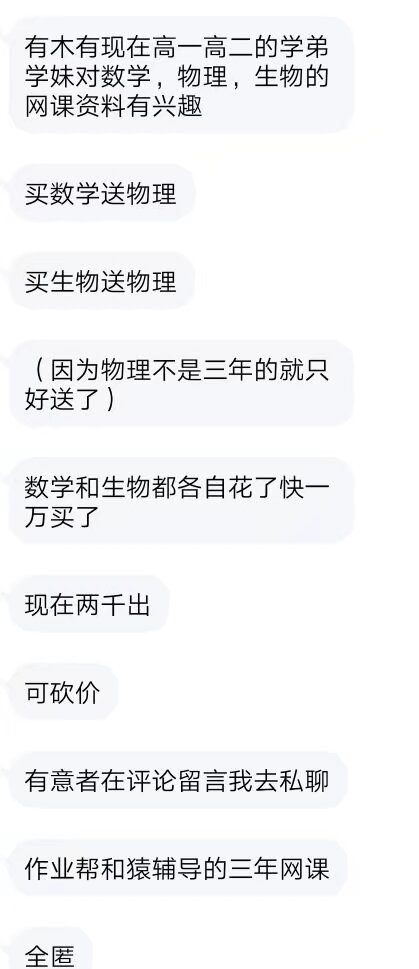 有木有现在高一高二的学弟
学妹对数学，物理，生物的
网课资料有兴趣
买数学送物理
买生物送物理
（因为物理不是三年的就只
好送了）
数学和生物都各自花了快一
万买了
现在两千出
可砍价
有意者在评论留言我去私聊
作业帮和猿辅导的三年网课
全匿